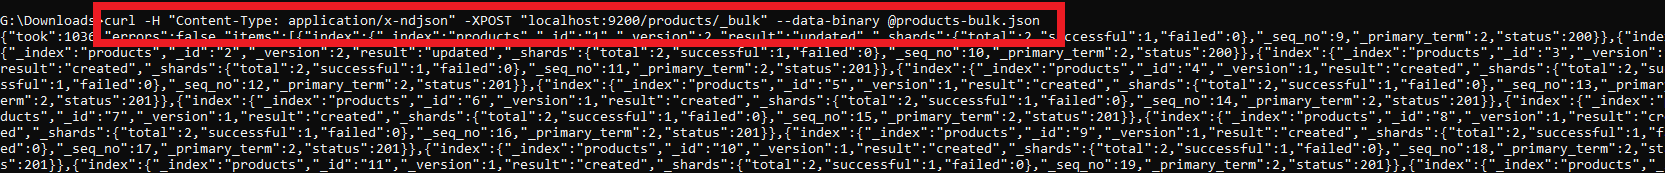 G:\Downloads>curl -H "Content-Type: application/x-ndjson" -XPOST "localhost:9200/products/_bulk" --data-binary @products-bulk.json
{"took":1036,"errors":false,"items":[{"index":{"_index":"products","_id":"1","_version":2,"result":"updated","_shards":{"total":2,"successful":1,"failed":0},"_seq_no":9,"_primary_term":2,"status":200}},{"inde
{"_index":"products","_id":"2","_version":2,"result":"updated","_shards":{"total":2,"successful":1,"failed":0},"_seq_no":10,"_primary_term":2,"status":200}},{"index":{"_index":"products","_id":"3","_version":
result":"created","_shards":{"total":2,"successful":1,"failed":0},"_seq_no":11,"_primary_term":2,"status":201}},{"index":{"_index":"products","_id":"4","_version":1,"result":"created","_shards":{"total":2,"su
ssful":1,"failed":0},"_seq_no":12,"_primary_term":2,"status":201}},{"index":{"_index":"products","_id":"5","_version":1,"result":"created","_shards":{"total":2,"successful":1,"failed":0},"_seq_no":13,"_primar
erm":2,"status":201}},{"index":{"_index":"products","_id":"6","_version":1,"result":"created","_shards":{"total":2,"successful":1,"failed":0},"_seq_no":14,"_primary_term":2,"status":201}},{"index":{"_index":"
ducts","_id":"7","_version":1,"result":"created","_shards":{"total":2,"successful":1,"failed":0},"_seq_no":15,"_primary_term":2,"status":201}},{"index":{"_index":"products","_id":"8","_version":1,"result":"cr
ed","_shards":{"total":2,"successful":1,"failed":0},"_seq_no":16,"_primary_term":2,"status":201}},{"index":{"_index":"products","_id":"9","_version":1,"result":"created","_shards":{"total":2,"successful":1,"f
ed":0},"_seq_no":17,"_primary_term":2,"status":201}},{"index":{"_index":"products","_id":"10","_version":1,"result":"created","_shards":{"total":2,"successful":1,"failed":0},"_seq_no":18,"_primary_term":2,"st
s":201}},{"index":{"_index":"products","_id":"11","_version":1,"result":"created","_shards":{"total":2,"successful":1,"failed":0},"_seq_no":19,"_primary_term":2,"status":201}},{"index":{"_index":"products","_